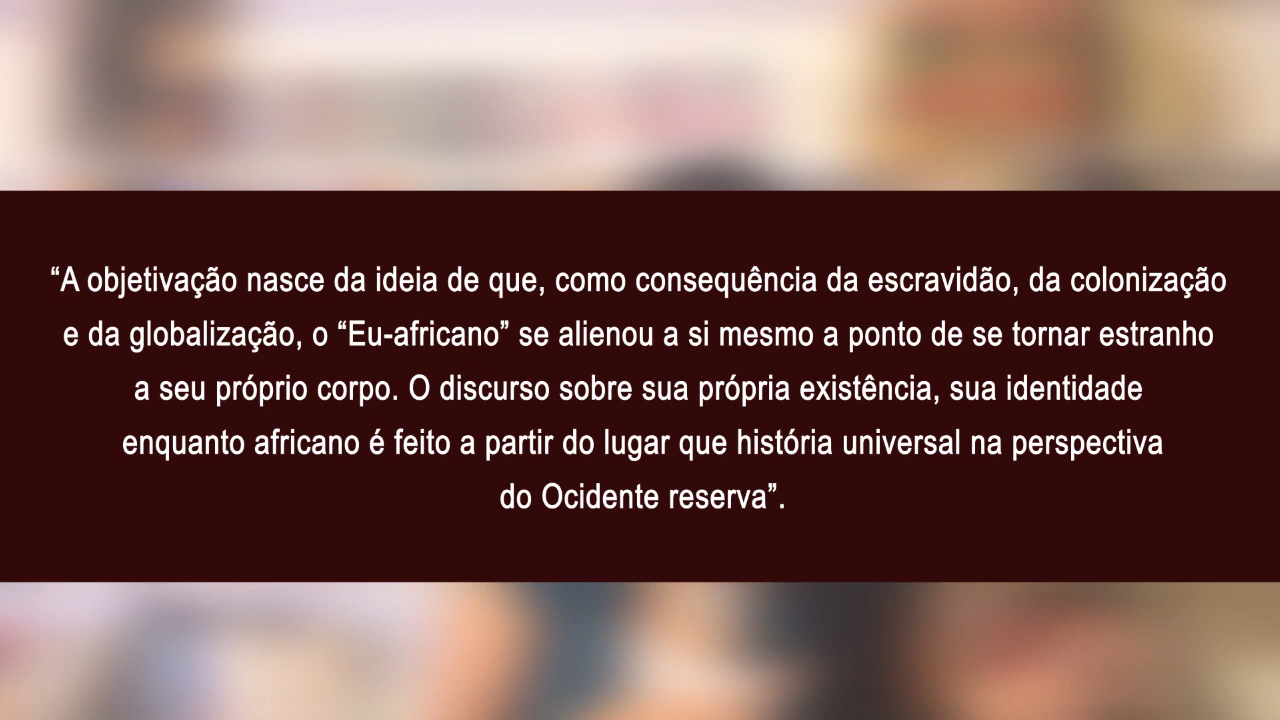 “A objetivação nasce da ideia de que, como consequência da escravidão, da colonização
e da globalização, o “Eu-africano” se alienou a si mesmo a ponto de se tornar estranho
a seu próprio corpo. O discurso sobre sua própria existência, sua identidade
enquanto africano é feito a partir do lugar que história universal na perspectiva
do Ocidente reserva”.